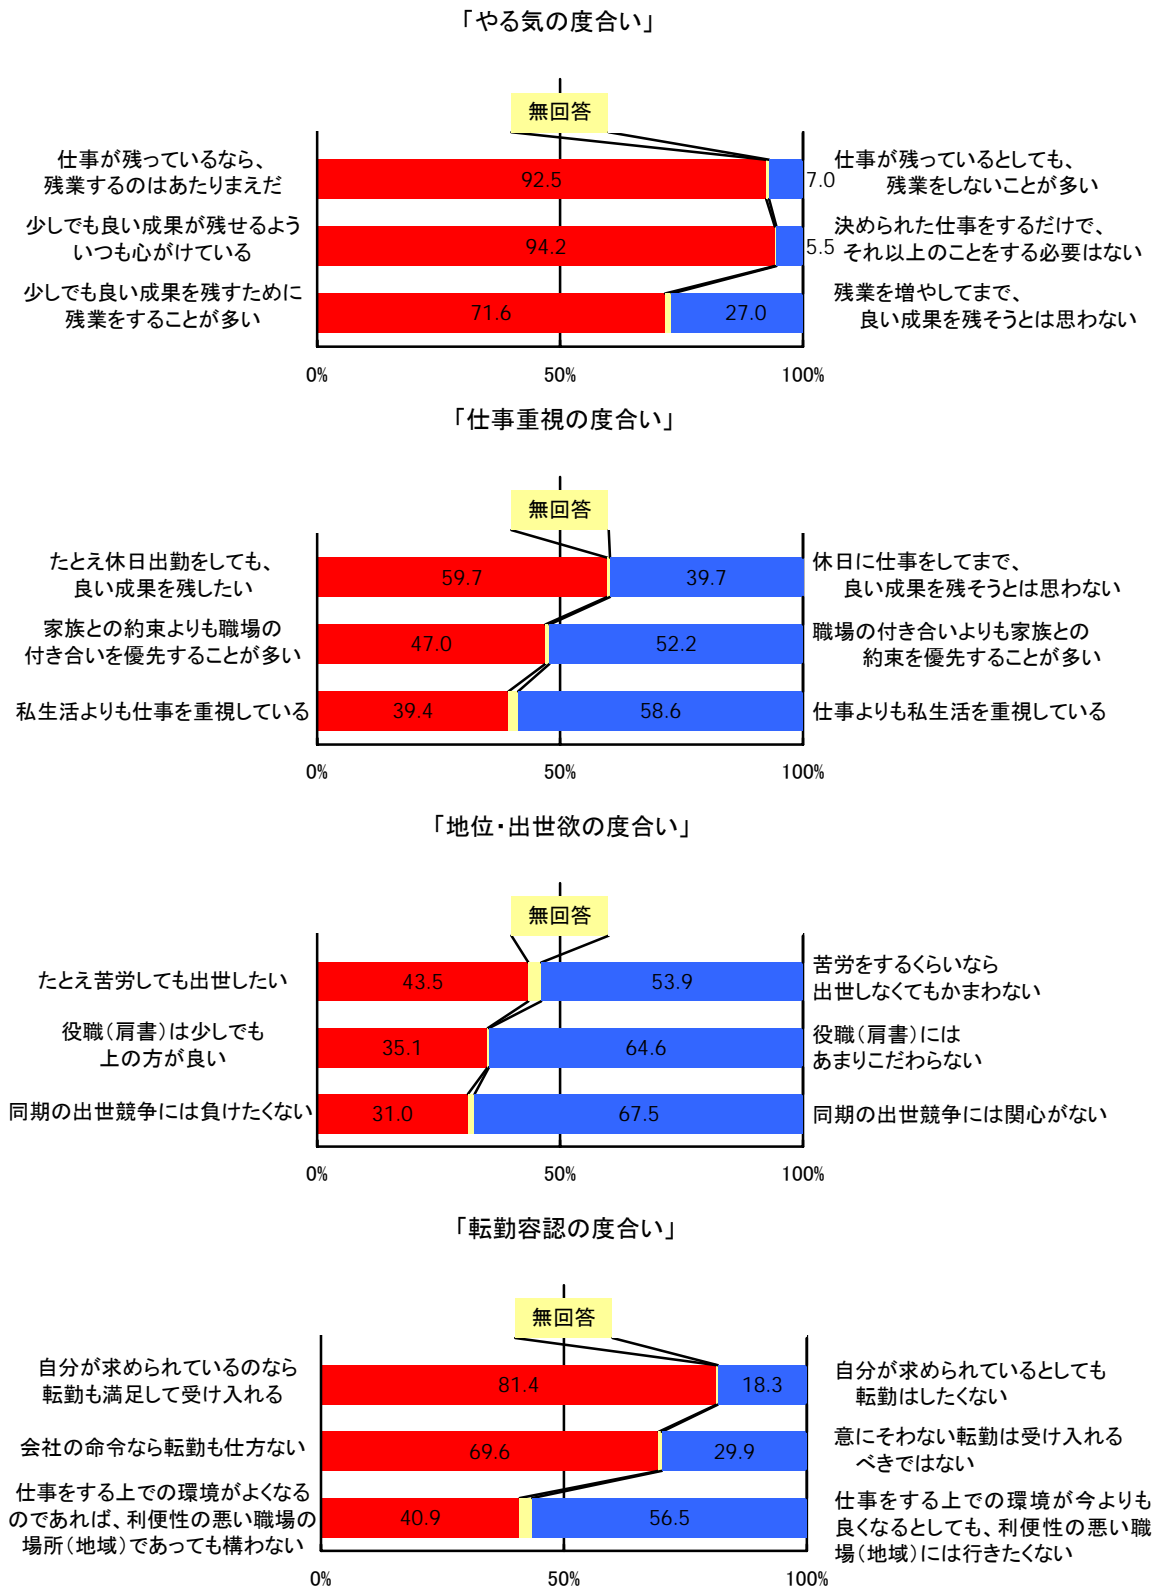 「やる気の度合い」
無回答
仕事が残っているなら、
残業するのはあたりまえだ
92.5
7.0
仕事が残っているとしても、
残業をしないことが多い
少しでも良い成果が残せるよう
いつも心がけている
94.2
5.5
決められた仕事をするだけで、
それ以上のことをする必要はない
少しでも良い成果を残すために
残業をすることが多い
71.6
27.0
残業を増やしてまで、
良い成果を残そうとは思わない
0%
50%
100%
「仕事重視の度合い」
無回答
たとえ休日出勤をしても、
良い成果を残したい
59.7
39.7
休日に仕事をしてまで、
良い成果を残そうとは思わない
家族との約束よりも職場の
付き合いを優先することが多い
47.0
52.2
職場の付き合いよりも家族との
約束を優先することが多い
私生活よりも仕事を重視している
39.4
58.6
仕事よりも私生活を重視している
0%
50%
100%
「地位・出世欲の度合い」
無回答
たとえ苦労しても出世したい
43.5
53.9
苦労をするくらいなら
出世しなくてもかまわない
役職(肩書)は少しでも
上の方が良い
35.1
64.6
役職(肩書)には
あまりこだわらない
同期の出世競争には負けたくない
31.0
67.5
同期の出世競争には関心がない
0%
50%
100%
「転勤容認の度合い」
無回答
自分が求められているのなら
転勤も満足して受け入れる
81.4
18.3
自分が求められているとしても
転勤はしたくない
会社の命令なら転勤も仕方ない
69.6
29.9
意にそわない転勤は受け入れる
べきではない
仕事をする上での環境がよくなる
のであれば、利便性の悪い職場の
場所(地域)であっても構わない
40.9
56.5
仕事をする上での環境が今よりも
良くなるとしても、利便性の悪い職
場(地域)には行きたくない
0%
50%
100%